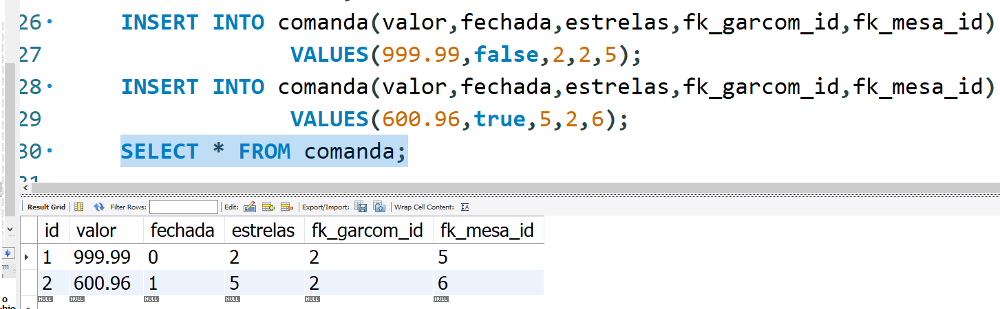 26 INSERT INTO comanda(valor,fechada,estrelas,fk_garcom_id,fk_mesa_id)
27 VALUES(999.99,false,2,2,5);
28 INSERT INTO comanda(valor,fechada,estrelas,fk_garcom_id,fk_mesa_id)
29 VALUES(600.96,true,5,2,6);
30 SELECT * FROM comanda;
31
Result Grid Filter Rows: Edit: Export/Import: Wrap Cell Content:
id valor fechada estrelas fk_garcom_id fk_mesa_id
1 999.99 0 2 2 5
2 600.96 1 5 2 6
NULL NULL NULL NULL NULL NULL